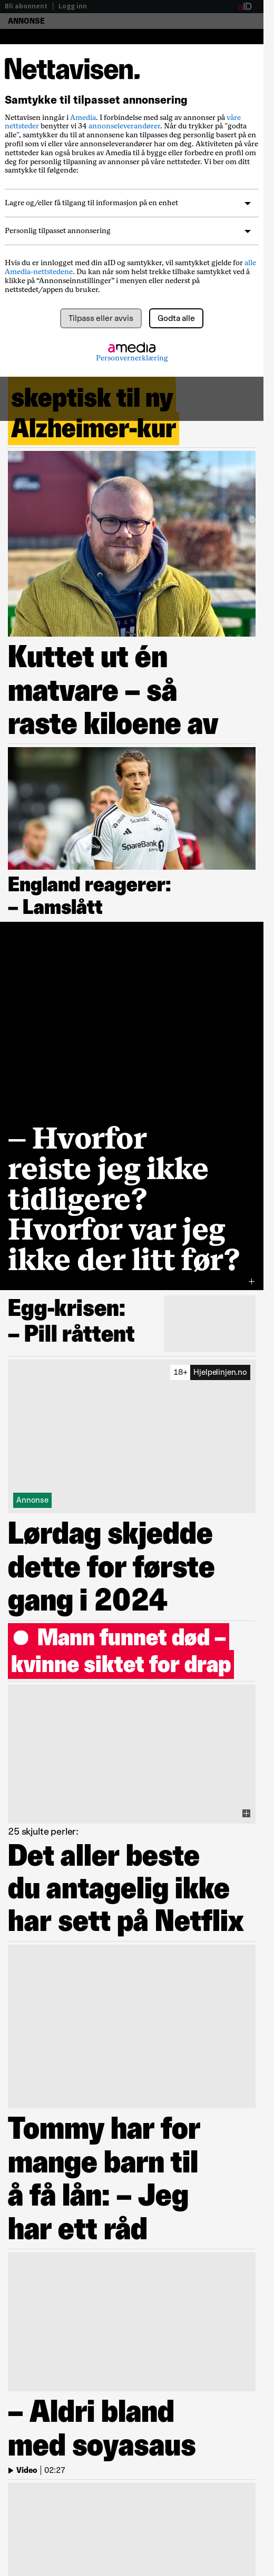 Bli abonnent | Logg inn
aID
ANNONSE
Nettavisen.
Samtykke til tilpasset annonsering
Nettavisen inngår i Amedia. I forbindelse med salg av annonser på våre
nettsteder benytter vi 34 annonseleverandører. Når du trykker på "godta
alle", samtykker du til at annonsene kan tilpasses deg personlig basert på en
profil som vi eller våre annonseleverandører har om deg. Aktiviteten på våre
nettsteder kan også brukes av Amedia til å bygge eller forbedre en profil om
deg for personlig tilpasning av annonser på våre nettsteder. Vi ber om ditt
samtykke til følgende:
Lagre og/eller få tilgang til informasjon på en enhet
Personlig tilpasset annonsering
Hvis du er innlogget med din aID og samtykker, vil samtykket gjelde for alle
Amedia-nettstedene. Du kan når som helst trekke tilbake samtykket ved å
klikke på “Annonseinnstillinger” i menyen eller nederst på
nettstedet/appen du bruker.
Tilpass eller avvis
Godta alle
amedia
Personvernerklæring
skeptisk til ny
Alzheimer-kur
Kuttet ut én
matvare – så
raste kiloene av
Scandic
SpareBank
England reagerer:
– Lamslått
– Hvorfor
reiste jeg ikke
tidligere?
Hvorfor var jeg
ikke der litt før?
Egg-krisen:
– Pill råttent
18+ Hjelpelinjen.no
Annonse
Lørdag skjedde
dette for første
gang i 2024
Mann funnet død –
kvinne siktet for drap
25 skjulte perler:
Det aller beste
du antagelig ikke
har sett på Netflix
Tommy har for
mange barn til
å få lån: – Jeg
har ett råd
– Aldri bland
med soyasaus
Video | 02:27